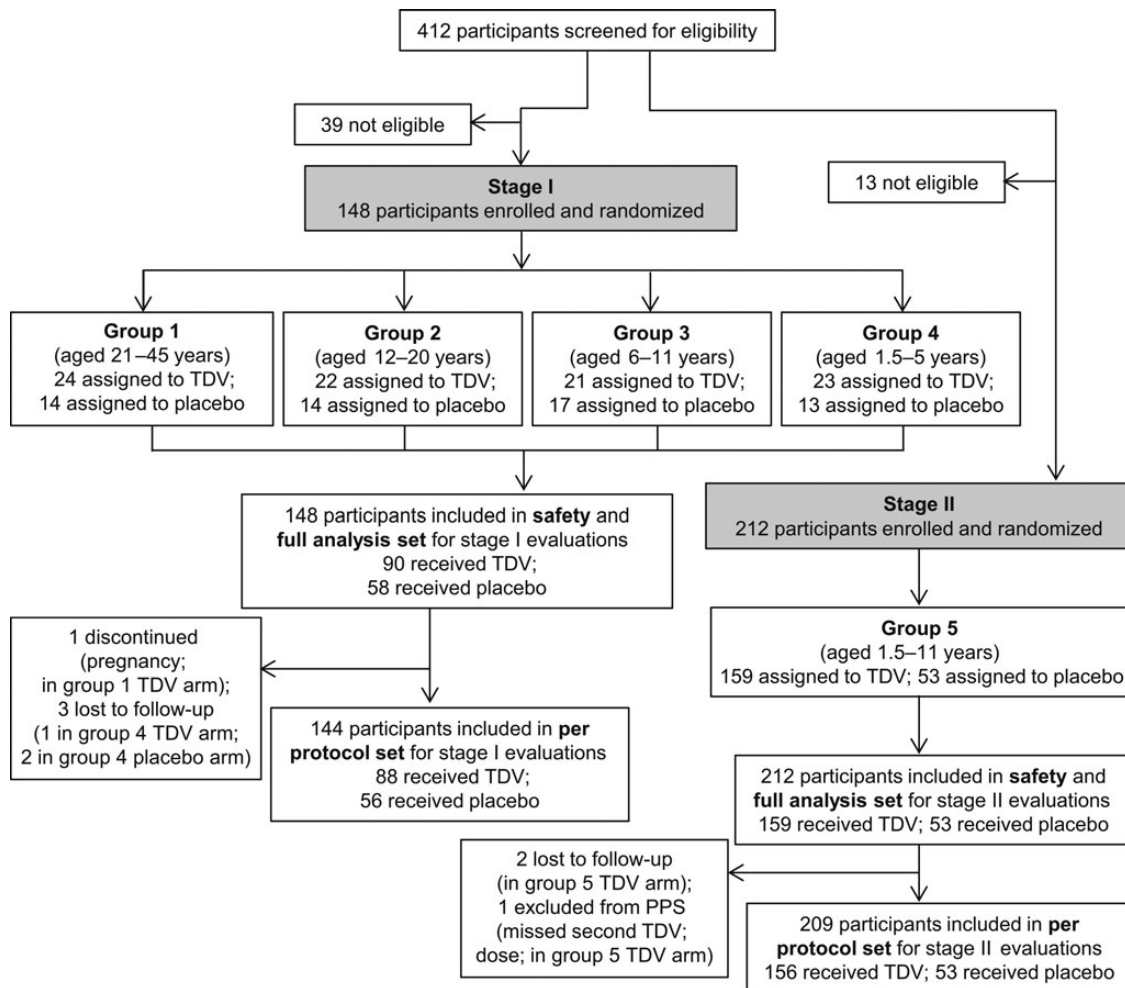 412 participants screened for eligibility
39 not eligible
13 not eligible
Stage I
148 participants enrolled and randomized
Group 1
(aged 21–45 years)
24 assigned to TDV;
14 assigned to placebo
Group 2
(aged 12–20 years)
22 assigned to TDV;
14 assigned to placebo
Group 3
(aged 6–11 years)
21 assigned to TDV;
17 assigned to placebo
Group 4
(aged 1.5–5 years)
23 assigned to TDV;
13 assigned to placebo
148 participants included in safety and
full analysis set for stage I evaluations
90 received TDV;
58 received placebo
1 discontinued
(pregnancy;
in group 1 TDV arm);
3 lost to follow-up
(1 in group 4 TDV arm;
2 in group 4 placebo arm)
144 participants included in per
protocol set for stage I evaluations
88 received TDV;
56 received placebo
Stage II
212 participants enrolled and randomized
Group 5
(aged 1.5–11 years)
159 assigned to TDV; 53 assigned to placebo
212 participants included in safety and
full analysis set for stage II evaluations
159 received TDV; 53 received placebo
2 lost to follow-up
(in group 5 TDV arm);
1 excluded from PPS
(missed second TDV;
dose; in group 5 TDV arm)
209 participants included in per
protocol set for stage II evaluations
156 received TDV; 53 received placebo